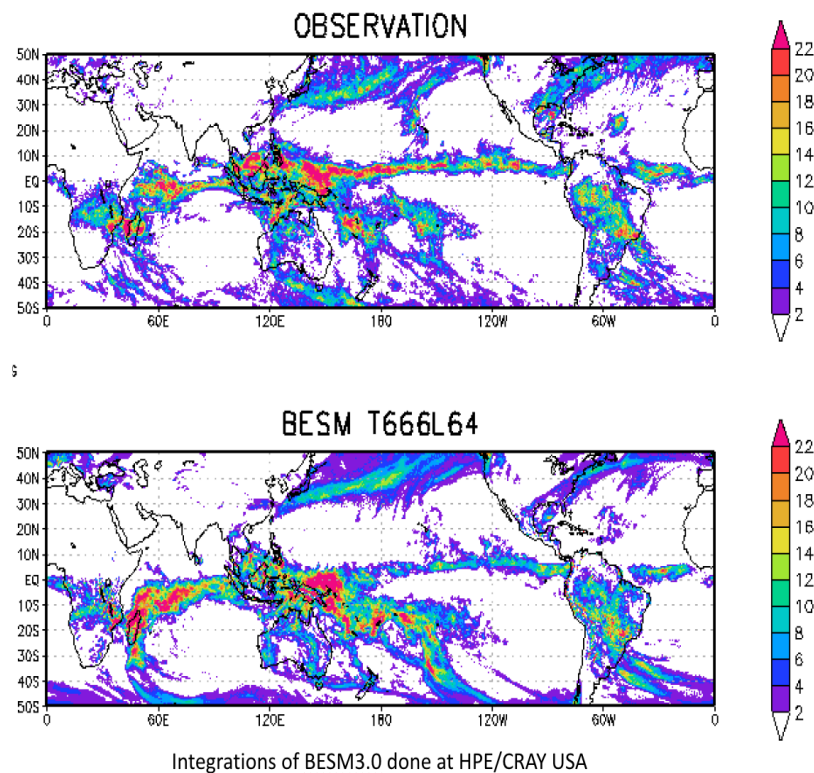 OBSERVATION
50N
40N
30N
20N
10N
EQ
10S
20S
30S
40S
50S
0 60E 120E 180 120W 60W 0
22
20
18
16
14
12
10
8
6
4
2
s
BESM T666L64
50N
40N
30N
20N
10N
EQ
10S
20S
30S
40S
50S
0 60E 120E 180 120W 60W 0
22
20
18
16
14
12
10
8
6
4
2
Integrations of BESM3.0 done at HPE/CRAY USA